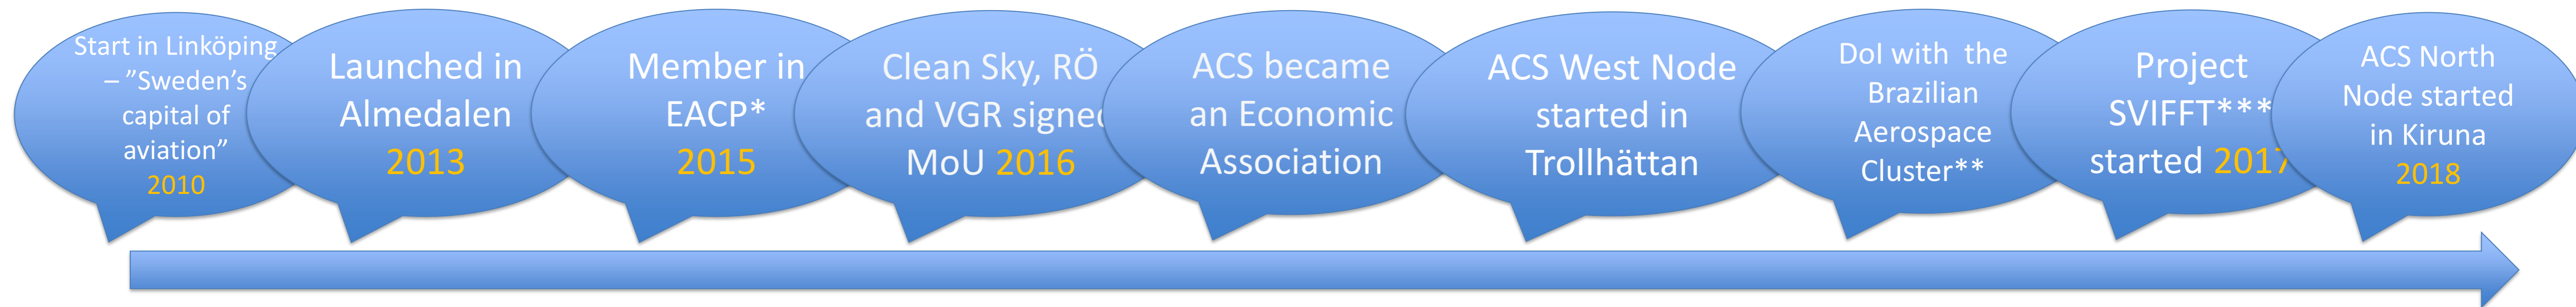 Start in Linköping
– ”Sweden’s
capital of
aviation”
2010
Launched in
Almedalen
2013
Member in
EACP*
2015
Clean Sky, RÖ
and VGR signed
MoU 2016
ACS became
an Economic
Association
ACS West Node
started in
Trollhättan
DoI with the
Brazilian
Aerospace
Cluster**
Project
SVIFFT***
started 2017
ACS North
Node started
in Kiruna
2018